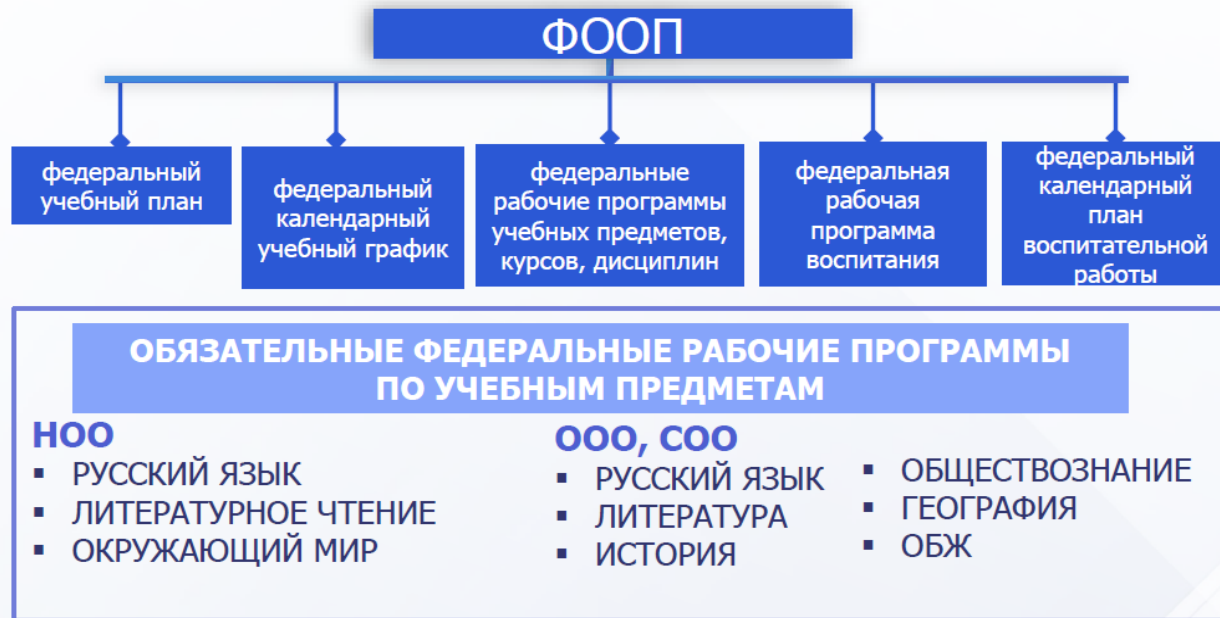 ФООП
федеральный
учебный план
федеральный
календарный
учебный график
федеральные
рабочие программы
учебных предметов,
курсов, дисциплин
федеральная
рабочая
программа
воспитания
федеральный
календарный
план
воспитательной
работы
ОБЯЗАТЕЛЬНЫЕ ФЕДЕРАЛЬНЫЕ РАБОЧИЕ ПРОГРАММЫ
ПО УЧЕБНЫМ ПРЕДМЕТАМ
НОО
▪ РУССКИЙ ЯЗЫК
▪ ЛИТЕРАТУРНОЕ ЧТЕНИЕ
▪ ОКРУЖАЮЩИЙ МИР
ООО, СОО
▪ РУССКИЙ ЯЗЫК
▪ ЛИТЕРАТУРА
▪ ИСТОРИЯ
▪ ОБЩЕСТВОЗНАНИЕ
▪ ГЕОГРАФИЯ
▪ ОБЖ